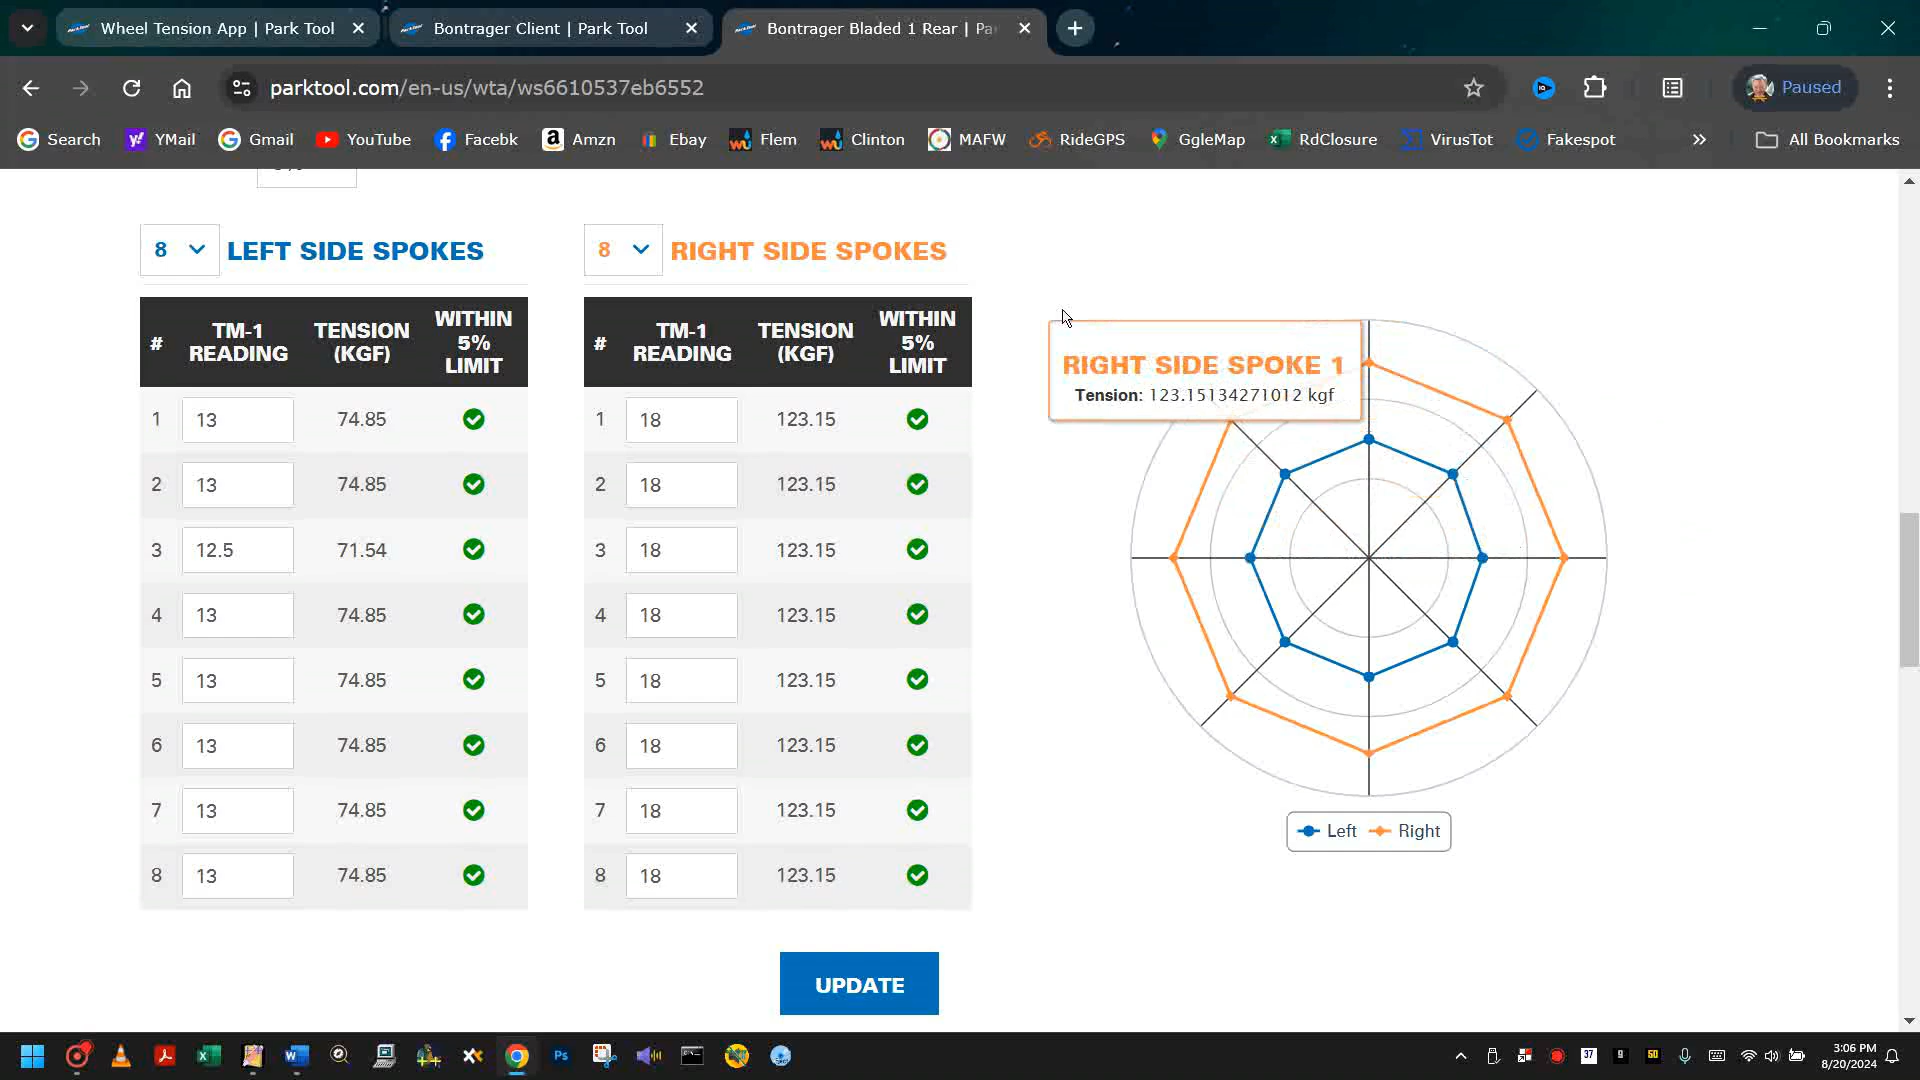 Wheel Tension App | Park Tool
Bontrager Client | Park Tool
Bontrager Bladed 1 Rear | Pa
parktool.com/en-us/wta/ws6610537eb6552
Paused
Search
YMail
Gmail
YouTube
Facebk
Amzn
Ebay
Flem
Clinton
MAFW
RideGPS
GgleMap
RdClosure
VirusTot
Fakespot
All Bookmarks
8 LEFT SIDE SPOKES
# TM-1 READING TENSION (KGF) WITHIN 5% LIMIT
1 13 74.85
2 13 74.85
3 12.5 71.54
4 13 74.85
5 13 74.85
6 13 74.85
7 13 74.85
8 13 74.85
8 RIGHT SIDE SPOKES
# TM-1 READING TENSION (KGF) WITHIN 5% LIMIT
1 18 123.15
2 18 123.15
3 18 123.15
4 18 123.15
5 18 123.15
6 18 123.15
7 18 123.15
8 18 123.15
RIGHT SIDE SPOKE 1
Tension: 123.15134271012 kgf
Left Right
UPDATE
Ps
37
9
50
3:06 PM
8/20/2024